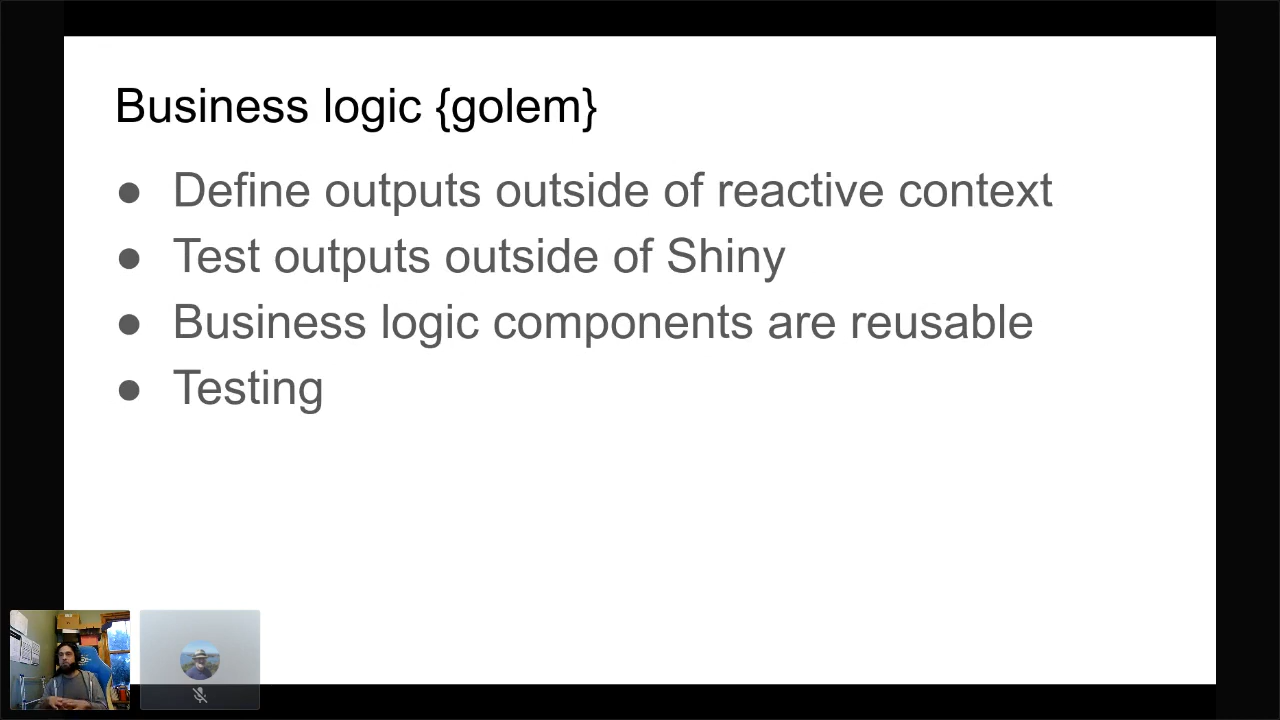 Business logic {golem}
● Define outputs outside of reactive context
● Test outputs outside of Shiny
● Business logic components are reusable
● Testing